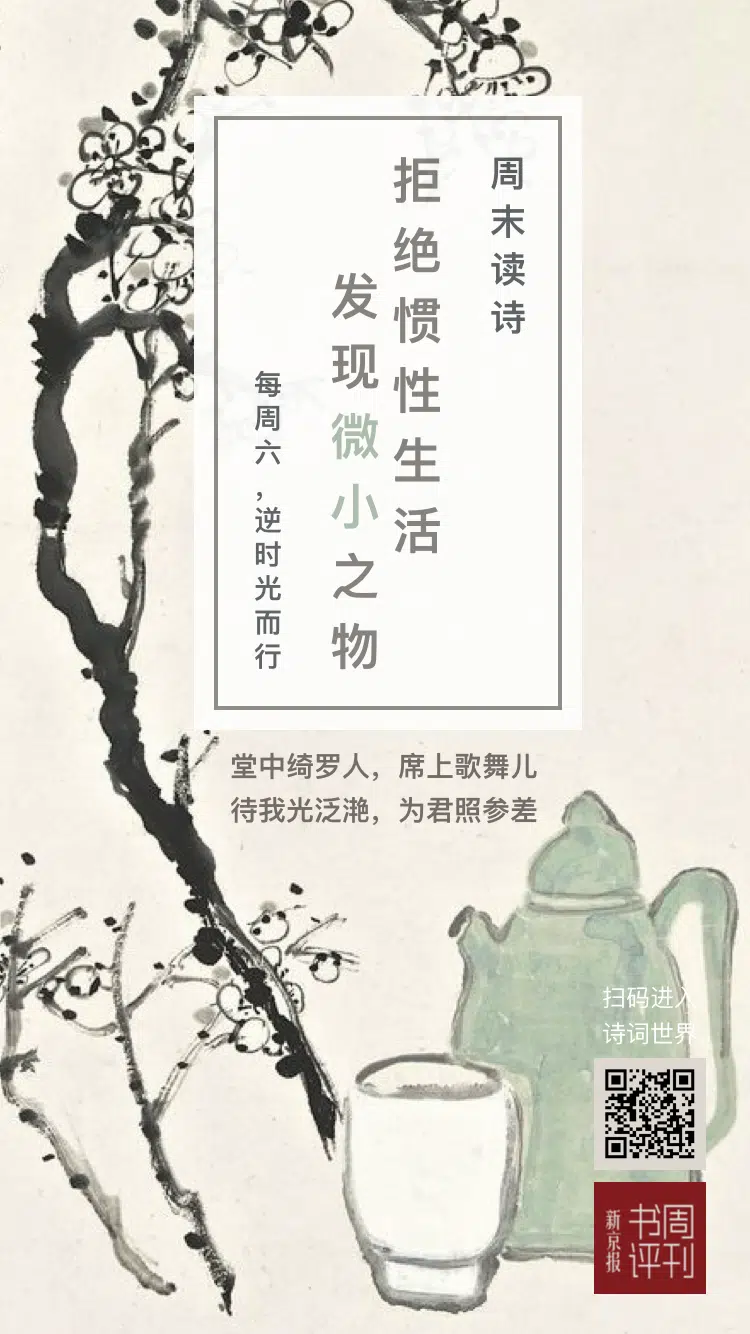 周末读诗
拒绝惯性生活
发现微小之物
每周六，逆时光而行
堂中绮罗人，席上歌舞儿
待我光泛滟，为君照参差
扫码进入
诗词世界
新京报
书评周刊